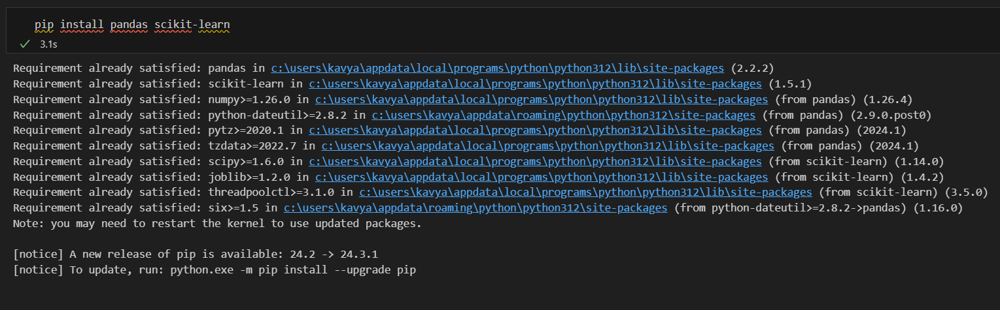 pip install pandas scikit-learn
3.1s
Requirement already satisfied: pandas in c:\users\kavya\appdata\local\programs\python\python312\lib\site-packages (2.2.2)
Requirement already satisfied: scikit-learn in c:\users\kavya\appdata\local\programs\python\python312\lib\site-packages (1.5.1)
Requirement already satisfied: numpy>=1.26.0 in c:\users\kavya\appdata\local\programs\python\python312\lib\site-packages (from pandas) (1.26.4)
Requirement already satisfied: python-dateutil>=2.8.2 in c:\users\kavya\appdata\roaming\python\python312\site-packages (from pandas) (2.9.0.post0)
Requirement already satisfied: pytz>=2020.1 in c:\users\kavya\appdata\local\programs\python\python312\lib\site-packages (from pandas) (2024.1)
Requirement already satisfied: tzdata>=2022.7 in c:\users\kavya\appdata\local\programs\python\python312\lib\site-packages (from pandas) (2024.1)
Requirement already satisfied: scipy>=1.6.0 in c:\users\kavya\appdata\local\programs\python\python312\lib\site-packages (from scikit-learn) (1.14.0)
Requirement already satisfied: joblib>=1.2.0 in c:\users\kavya\appdata\local\programs\python\python312\lib\site-packages (from scikit-learn) (1.4.2)
Requirement already satisfied: threadpoolctl>=3.1.0 in c:\users\kavya\appdata\local\programs\python\python312\lib\site-packages (from scikit-learn) (3.5.0)
Requirement already satisfied: six>=1.5 in c:\users\kavya\appdata\roaming\python\python312\site-packages (from python-dateutil>=2.8.2->pandas) (1.16.0)
Note: you may need to restart the kernel to use updated packages.
[notice] A new release of pip is available: 24.2 -> 24.3.1
[notice] To update, run: python.exe -m pip install --upgrade pip